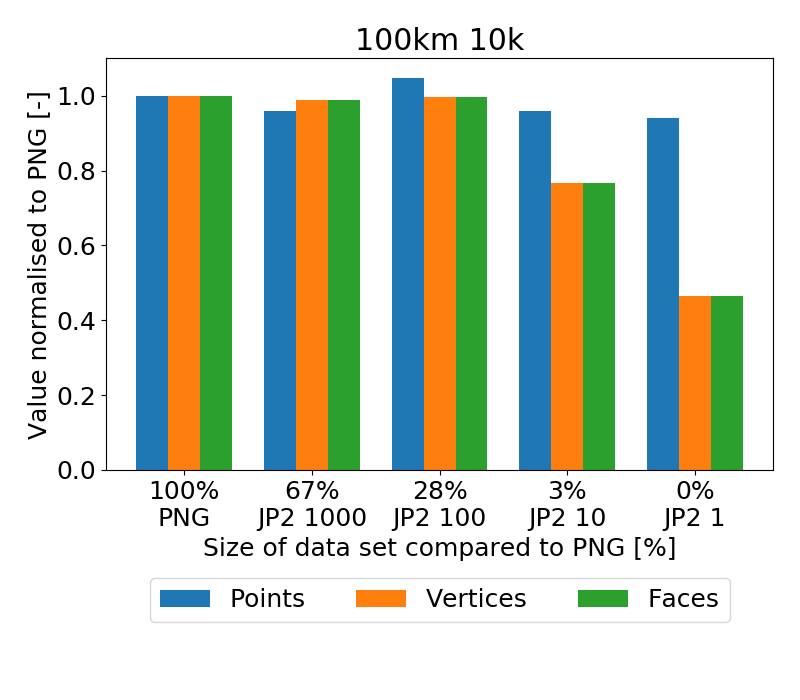 100km 10k
Value normalised to PNG [-]
1.0
0.8
0.6
0.4
0.2
0.0
100% 67% 28% 3% 0%
PNG JP2 1000 JP2 100 JP2 10 JP2 1
Size of data set compared to PNG [%]
Points Vertices Faces